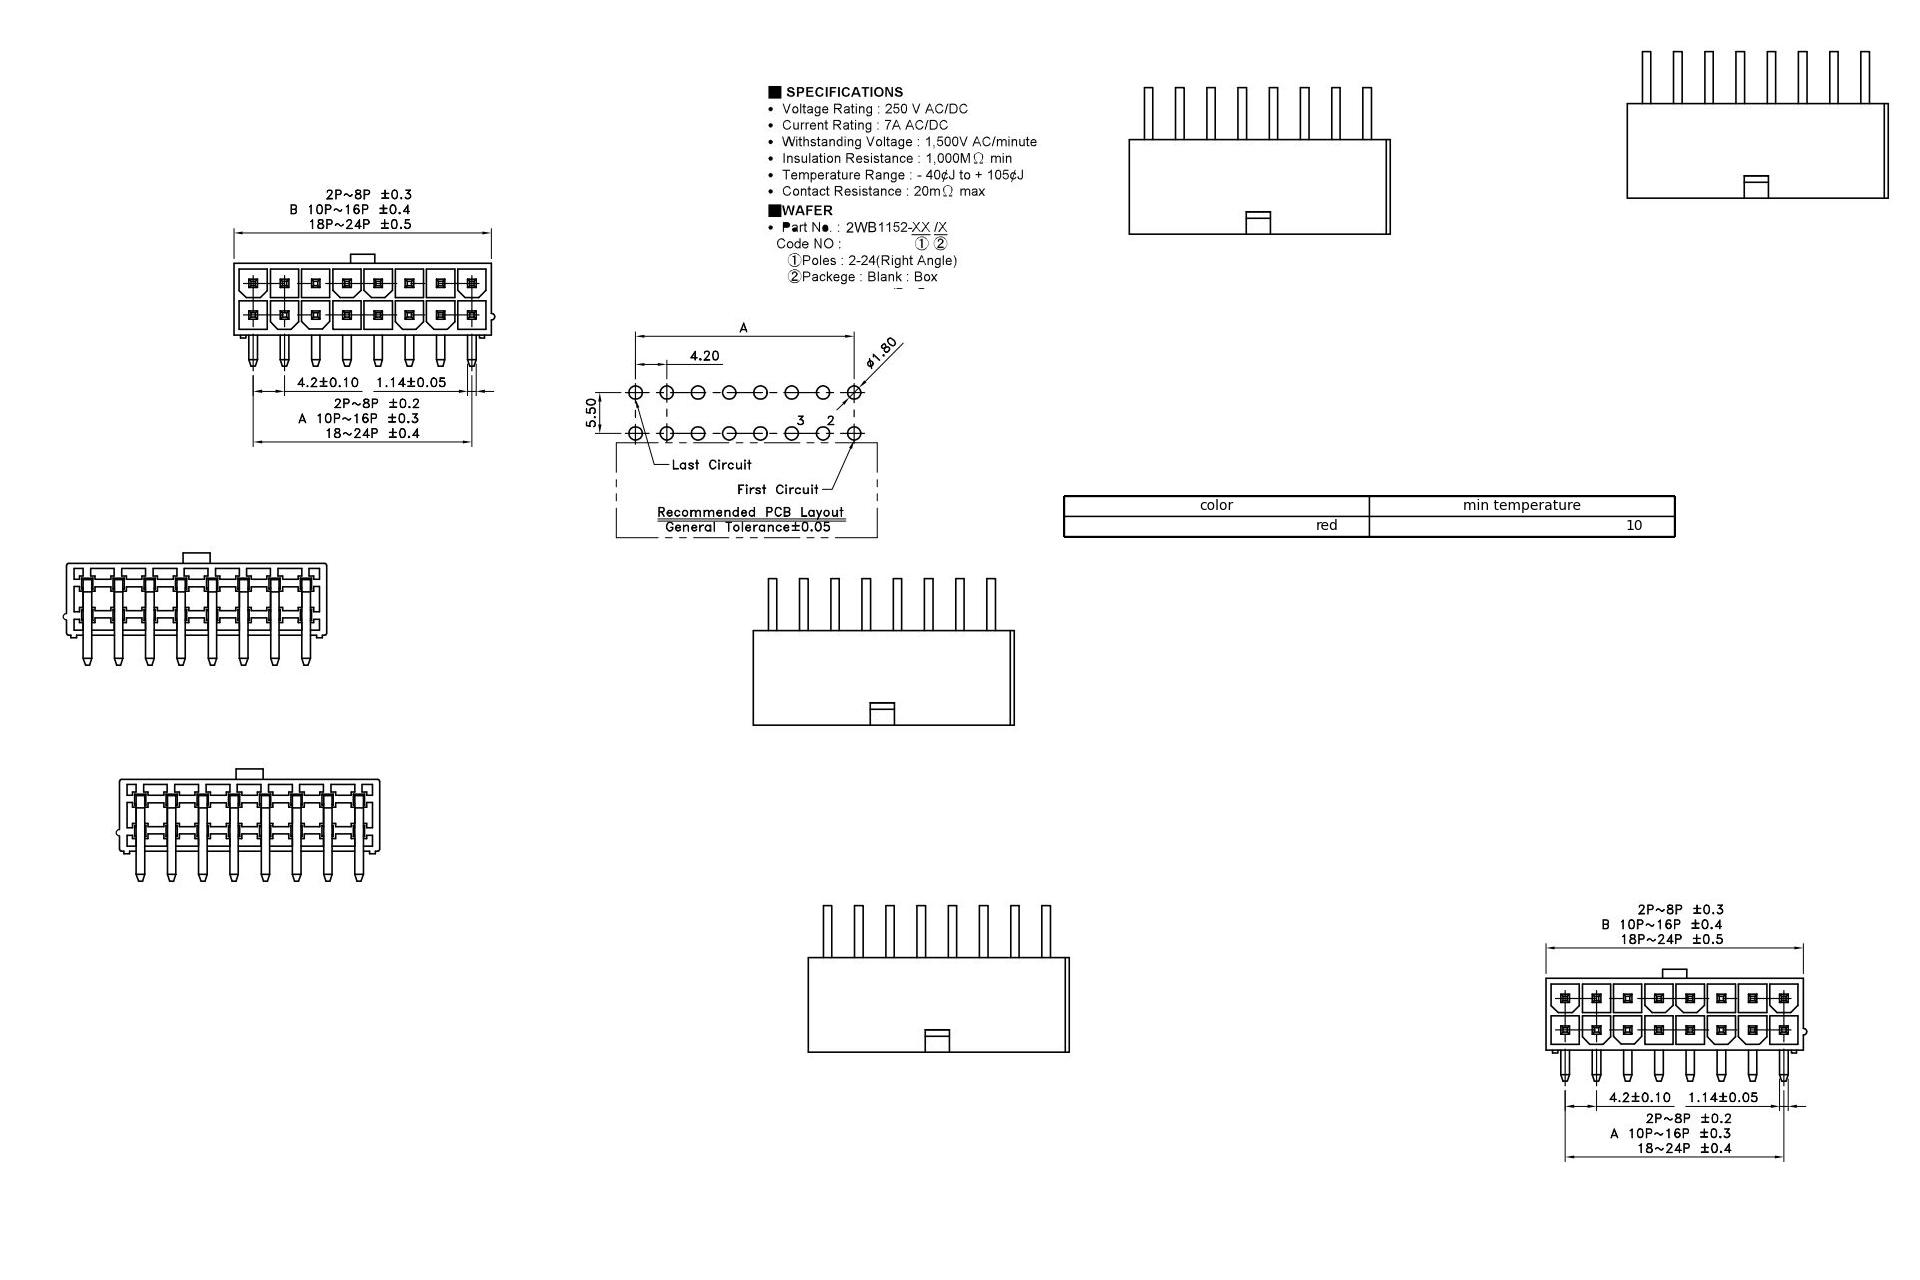 ■ SPECIFICATIONS
• Voltage Rating : 250 V AC/DC
• Current Rating : 7A AC/DC
• Withstanding Voltage : 1,500V AC/minute
• Insulation Resistance : 1,000MΩ min
• Temperature Range : - 40¢J to + 105¢J
• Contact Resistance : 20mΩ max
■WAFER
• Part No. : 2WB1152-XX /X
Code NO : ① ②
①Poles : 2-24(Right Angle)
②Packege : Blank : Box
2P~8P ±0.3
B 10P~16P ±0.4
18P~24P ±0.5
4.2±0.10 1.14±0.05
2P~8P ±0.2
A 10P~16P ±0.3
18~24P ±0.4
A
4.20
ø1.80
5.50
3 2
Last Circuit
First Circuit
Recommended PCB Layout
General Tolerance±0.05
color min temperature
red 10
2P~8P ±0.3
B 10P~16P ±0.4
18P~24P ±0.5
4.2±0.10 1.14±0.05
2P~8P ±0.2
A 10P~16P ±0.3
18~24P ±0.4